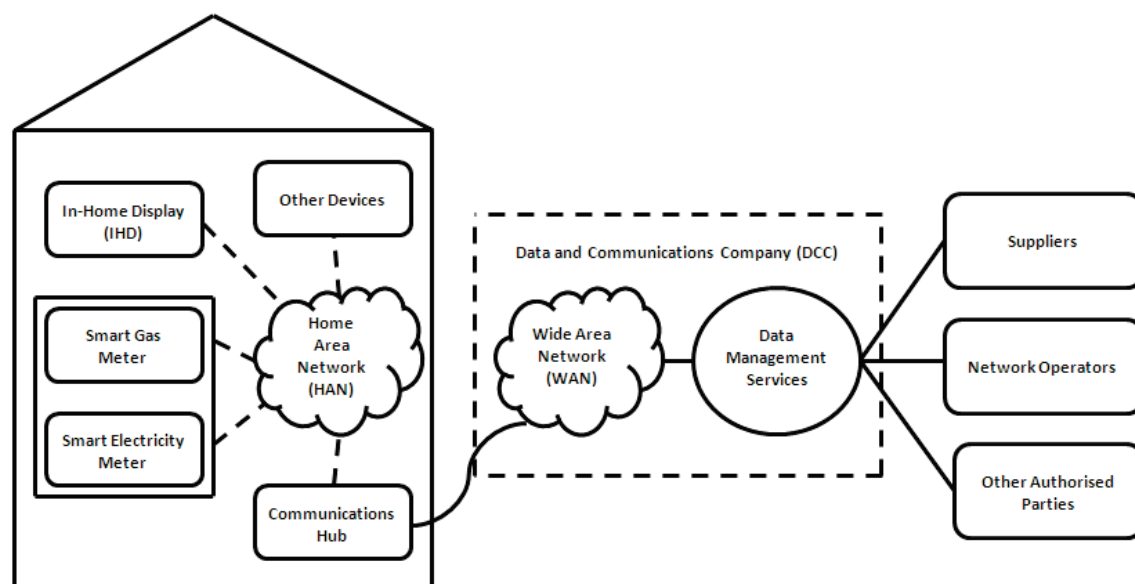 In-Home Display
(IHD)
Other Devices
Smart Gas
Meter
Home
Area
Network
(HAN)
Smart Electricity
Meter
Communications
Hub
Data and Communications Company (DCC)
Wide Area
Network
(WAN)
Data
Management
Services
Suppliers
Network Operators
Other Authorised
Parties